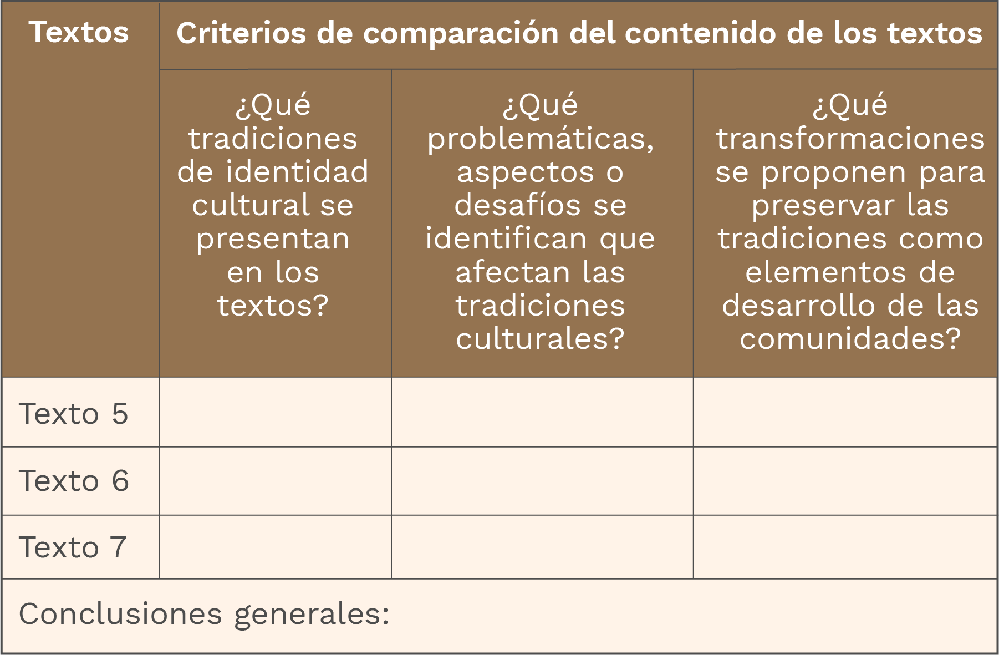 Textos
Criterios de comparación del contenido de los textos
¿Qué
tradiciones
de identidad
cultural se
presentan
en los
textos?
¿Qué
problemáticas,
aspectos o
desafíos se
identifican que
afectan las
tradiciones
culturales?
¿Qué
transformaciones
se proponen para
preservar las
tradiciones como
elementos de
desarrollo de las
comunidades?
Texto 5
Texto 6
Texto 7
Conclusiones generales: